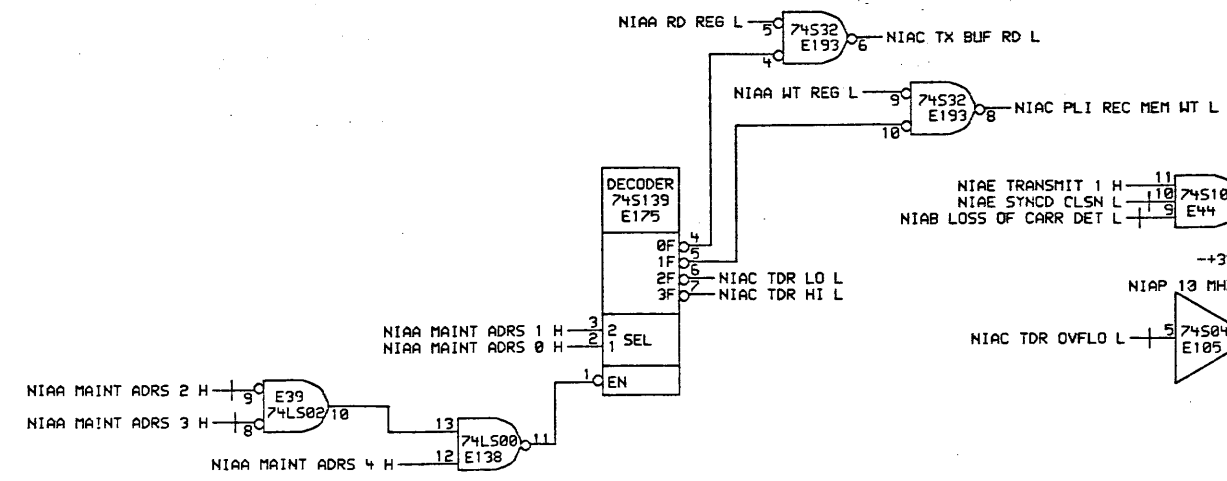 NIAA RD REG L
5
74S32
E193
4
6
NIAC TX BUF RD L
NIAA WT REG L
9
74S32
E193
10
8
NIAC PLI REC MEM WT L
DECODER
74S139
E175
0F 4
1F 5
2F 6 NIAC TDR LO L
3F 7 NIAC TDR HI L
NIAA MAINT ADRS 1 H 3 2 SEL
NIAA MAINT ADRS 0 H 2 1
1 EN
NIAE TRANSMIT 1 H 11
NIAE SYNCD CLSN L 10
NIAB LOSS OF CARR DET L 9
74S10
E44
-+3
NIAP 10 MH
NIAC TDR OVFLO L 5
74S04
E105
NIAA MAINT ADRS 2 H 9
NIAA MAINT ADRS 3 H 8
E39
74LS02 10
13
NIAA MAINT ADRS 4 H 12
74LS00
E138
11